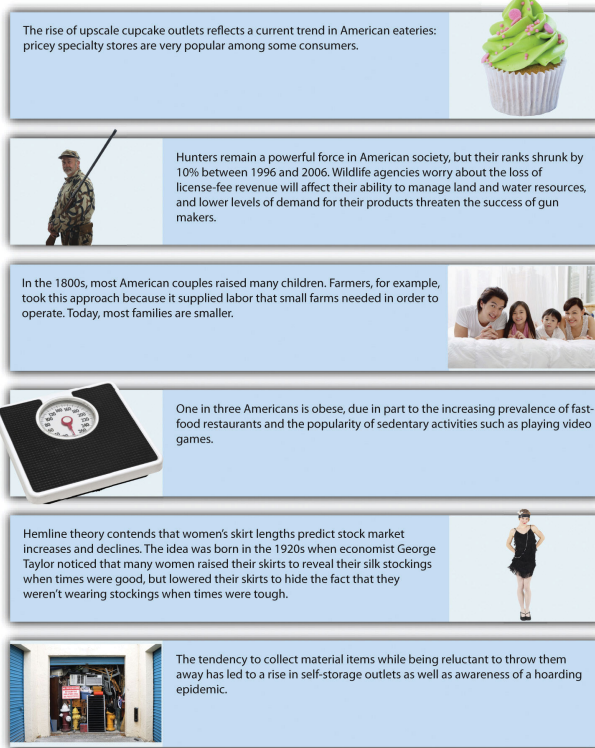 The rise of upscale cupcake outlets reflects a current trend in American eateries:
pricey specialty stores are very popular among some consumers.
Hunters remain a powerful force in American society, but their ranks shrunk by
10% between 1996 and 2006. Wildlife agencies worry about the loss of
license-fee revenue will affect their ability to manage land and water resources,
and lower levels of demand for their products threaten the success of gun
makers.
In the 1800s, most American couples raised many children. Farmers, for example,
took this approach because it supplied labor that small farms needed in order to
operate. Today, most families are smaller.
One in three Americans is obese, due in part to the increasing prevalence of fast-
food restaurants and the popularity of sedentary activities such as playing video
games.
Hemline theory contends that women's skirt lengths predict stock market
increases and declines. The idea was born in the 1920s when economist George
Taylor noticed that many women raised their skirts to reveal their silk stockings
when times were good, but lowered their skirts to hide the fact that they
weren't wearing stockings when times were tough.
The tendency to collect material items while being reluctant to throw them
away has led to a rise in self-storage outlets as well as awareness of a hoarding
epidemic.